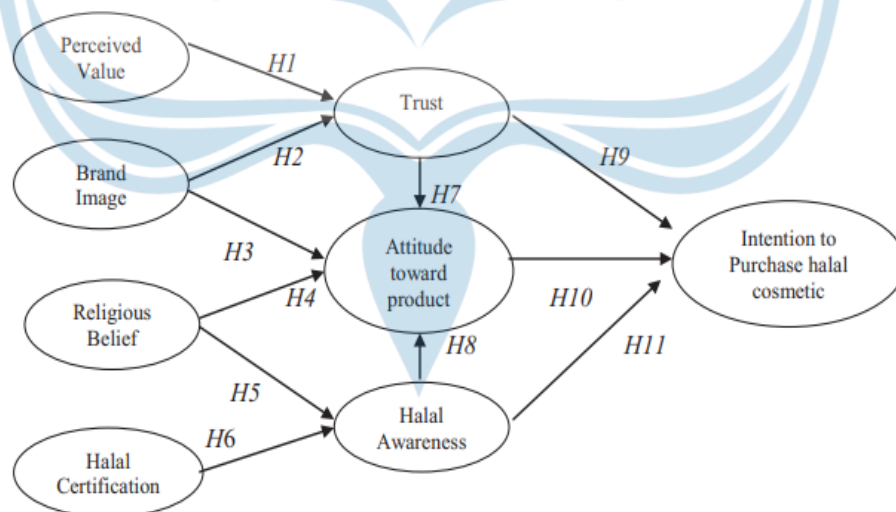 Perceived
Value
H1
Trust
H2
H9
Brand
Image
H7
H3
Attitude
toward
product
Intention to
Purchase halal
cosmetic
H4
H10
Religious
Belief
H8
H11
H5
Halal
Awareness
H6
Halal
Certification